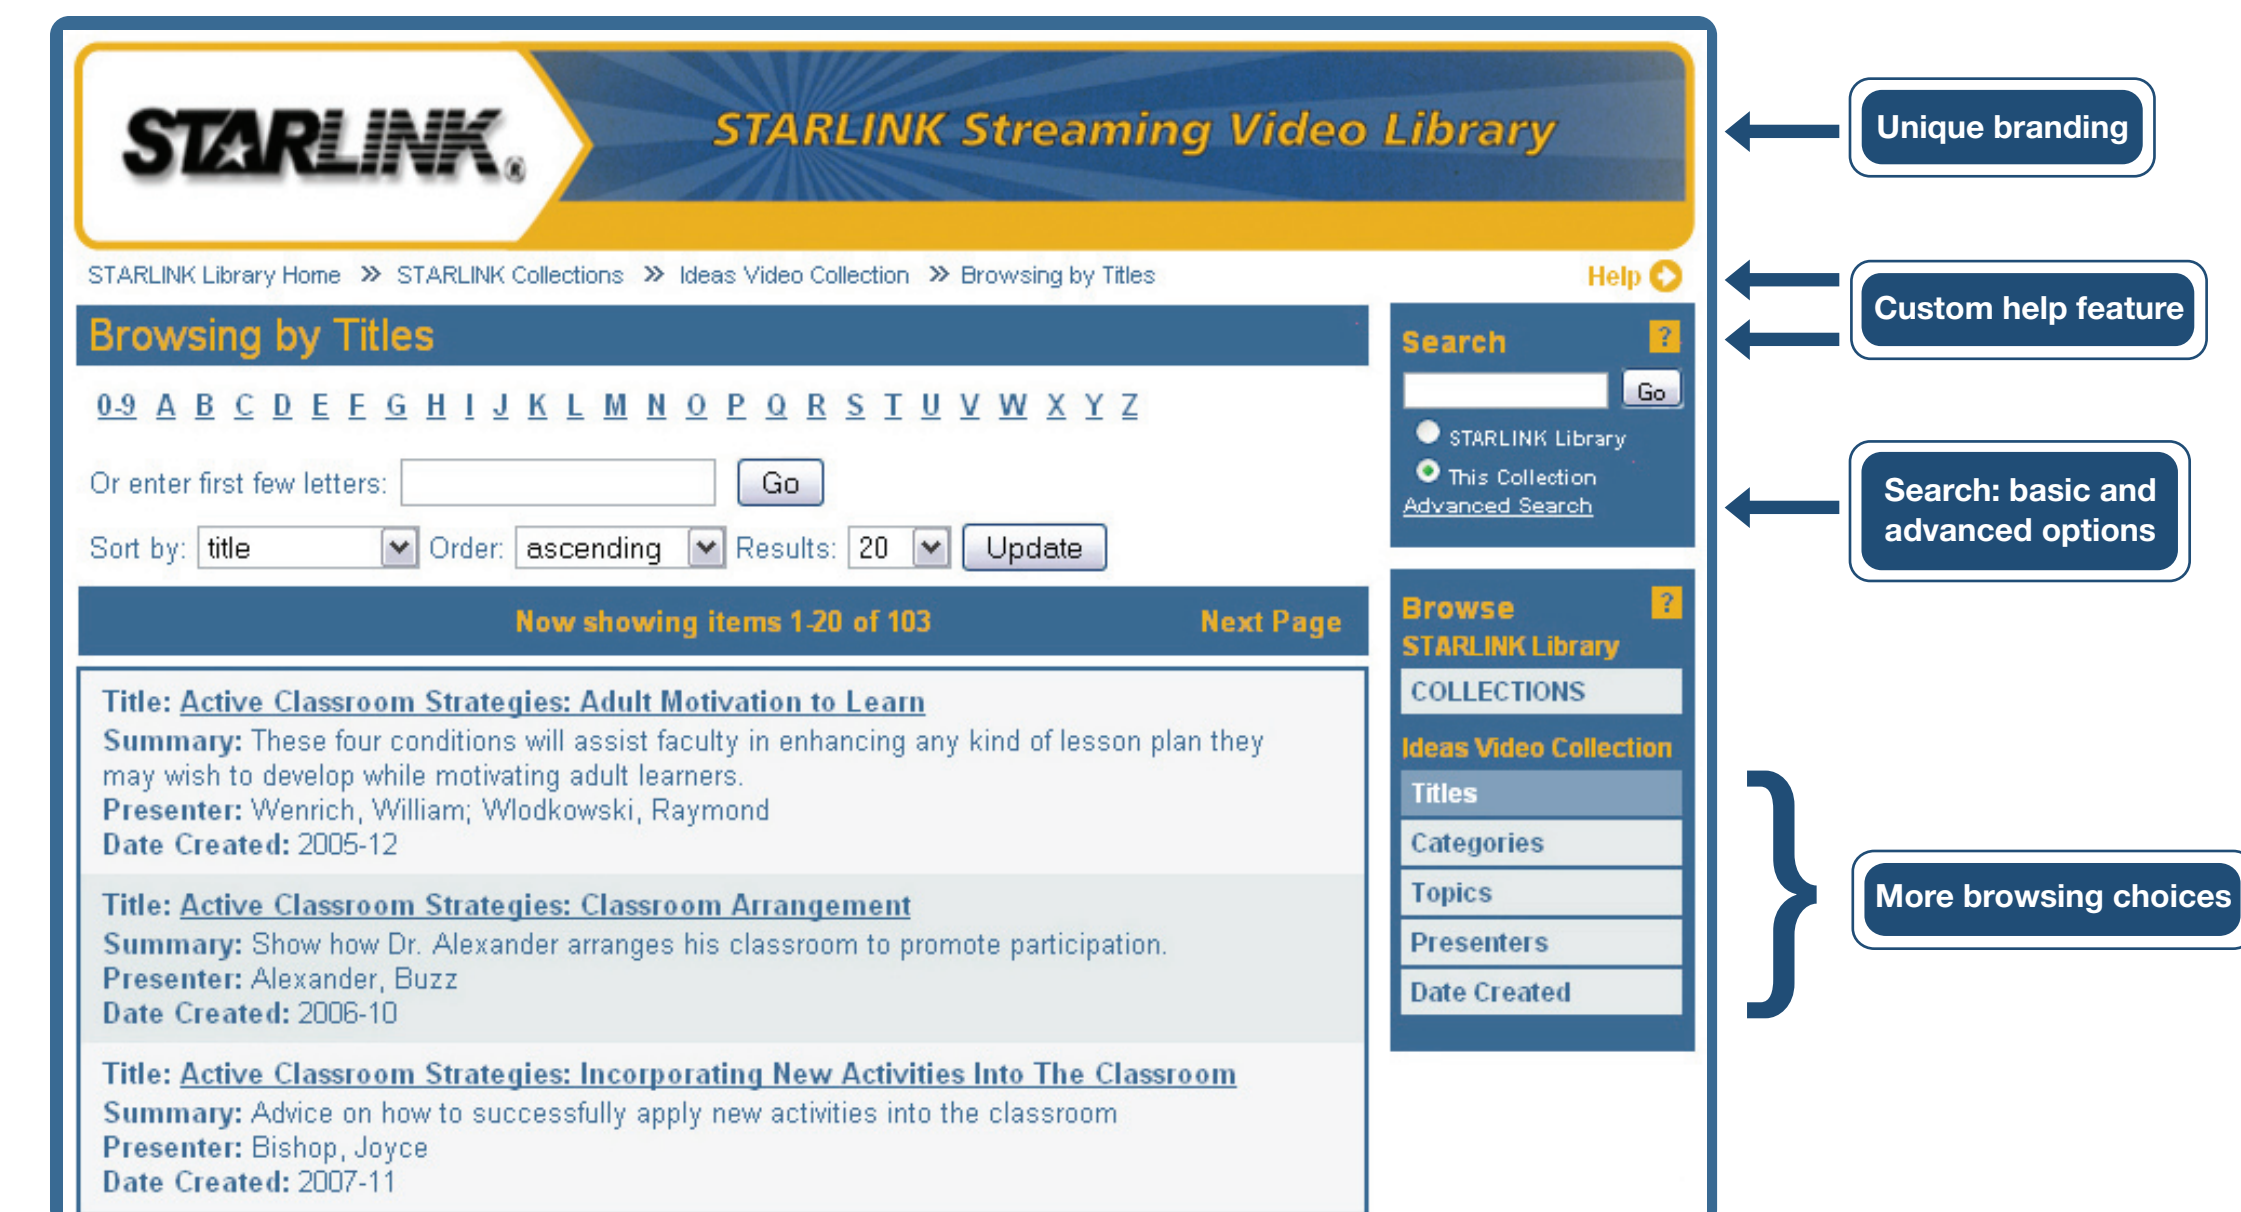 STARLINK®
STARLINK Streaming Video Library
STARLINK Library Home » STARLINK Collections » Ideas Video Collection » Browsing by Titles
Help
Browsing by Titles
0-9 A B C D E F G H I J K L M N O P Q R S T U V W X Y Z
Or enter first few letters: Go
Sort by: title Order: ascending Results: 20 Update
Now showing items 1-20 of 103 Next Page
Title: Active Classroom Strategies: Adult Motivation to Learn
Summary: These four conditions will assist faculty in enhancing any kind of lesson plan they
may wish to develop while motivating adult learners.
Presenter: Wenrich, William; Wlodkowski, Raymond
Date Created: 2005-12
Title: Active Classroom Strategies: Classroom Arrangement
Summary: Show how Dr. Alexander arranges his classroom to promote participation.
Presenter: Alexander, Buzz
Date Created: 2006-10
Title: Active Classroom Strategies: Incorporating New Activities Into The Classroom
Summary: Advice on how to successfully apply new activities into the classroom
Presenter: Bishop, Joyce
Date Created: 2007-11
Search ?
Go
STARLINK Library
This Collection
Advanced Search
Browse ?
STARLINK Library
COLLECTIONS
Ideas Video Collection
Titles
Categories
Topics
Presenters
Date Created
Unique branding
Custom help feature
Search: basic and
advanced options
More browsing choices